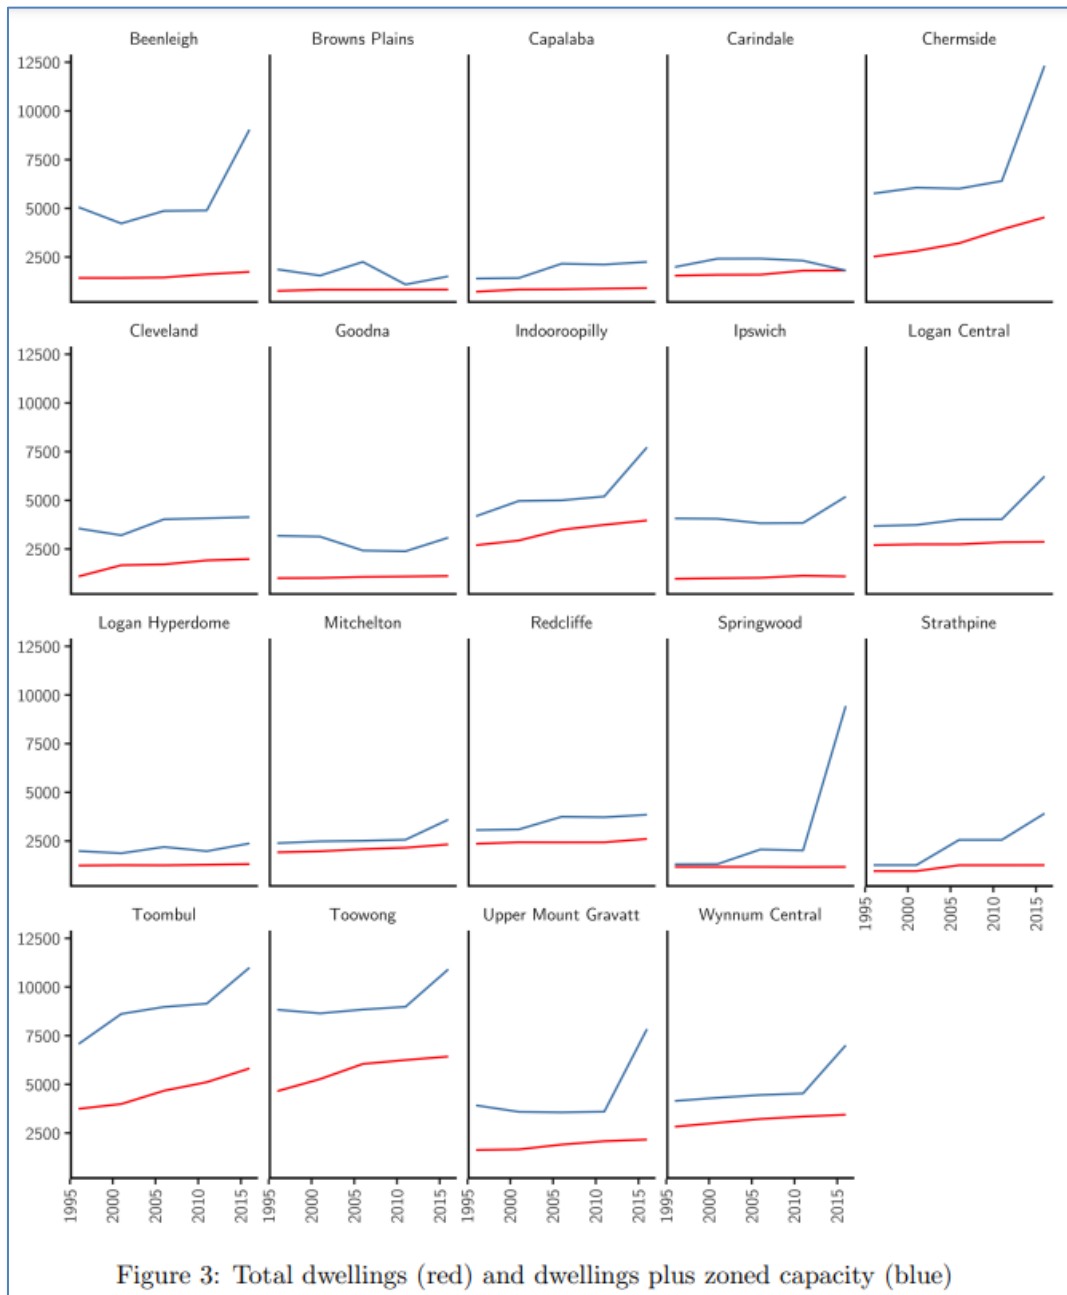 Beenleigh Browns Plains Capalaba Carindale Chermside
12500
10000
7500
5000
2500
Cleveland Goodna Indooroopilly Ipswich Logan Central
12500
10000
7500
5000
2500
Logan Hyperdome Mitchelton Redcliffe Springwood Strathpine
12500
10000
7500
5000
2500
1995 2000 2005 2010 2015
Toombul Toowong Upper Mount Gravatt Wynnum Central
12500
10000
7500
5000
2500
1995 2000 2005 2010 2015 1995 2000 2005 2010 2015 1995 2000 2005 2010 2015 1995 2000 2005 2010 2015
Figure 3: Total dwellings (red) and dwellings plus zoned capacity (blue)